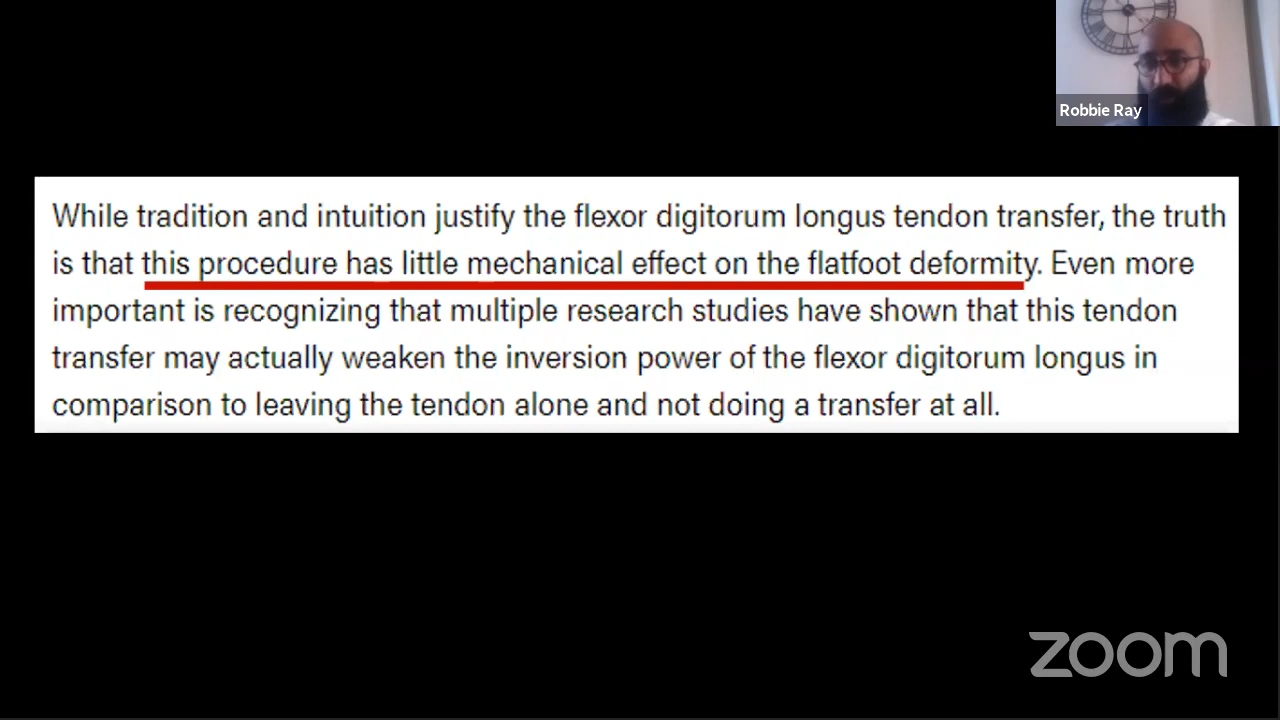 Robbie Ray
While tradition and intuition justify the flexor digitorum longus tendon transfer, the truth
is that this procedure has little mechanical effect on the flatfoot deformity. Even more
important is recognizing that multiple research studies have shown that this tendon
transfer may actually weaken the inversion power of the flexor digitorum longus in
comparison to leaving the tendon alone and not doing a transfer at all.
zoom